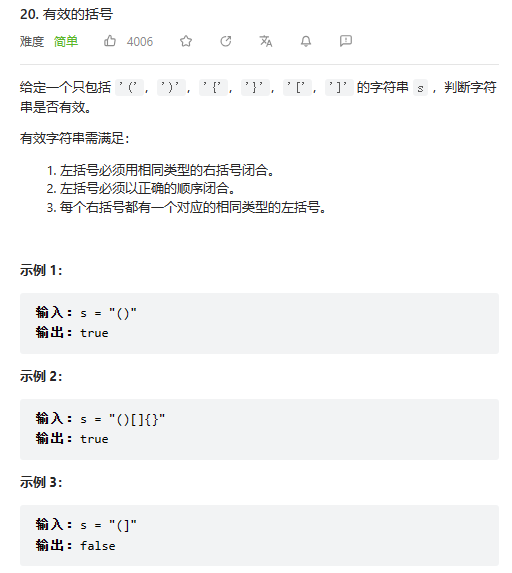 20. 有效的括号
难度 简单 4006
给定一个只包括 '(', ')', '{', '}', '[', ']' 的字符串 s ，判断字符
串是否有效。
有效字符串需满足：
1. 左括号必须用相同类型的右括号闭合。
2. 左括号必须以正确的顺序闭合。
3. 每个右括号都有一个对应的相同类型的左括号。
示例 1：
输入：s = "()"
输出：true
示例 2：
输入：s = "()[]{}"
输出：true
示例 3：
输入：s = "(]"
输出：false